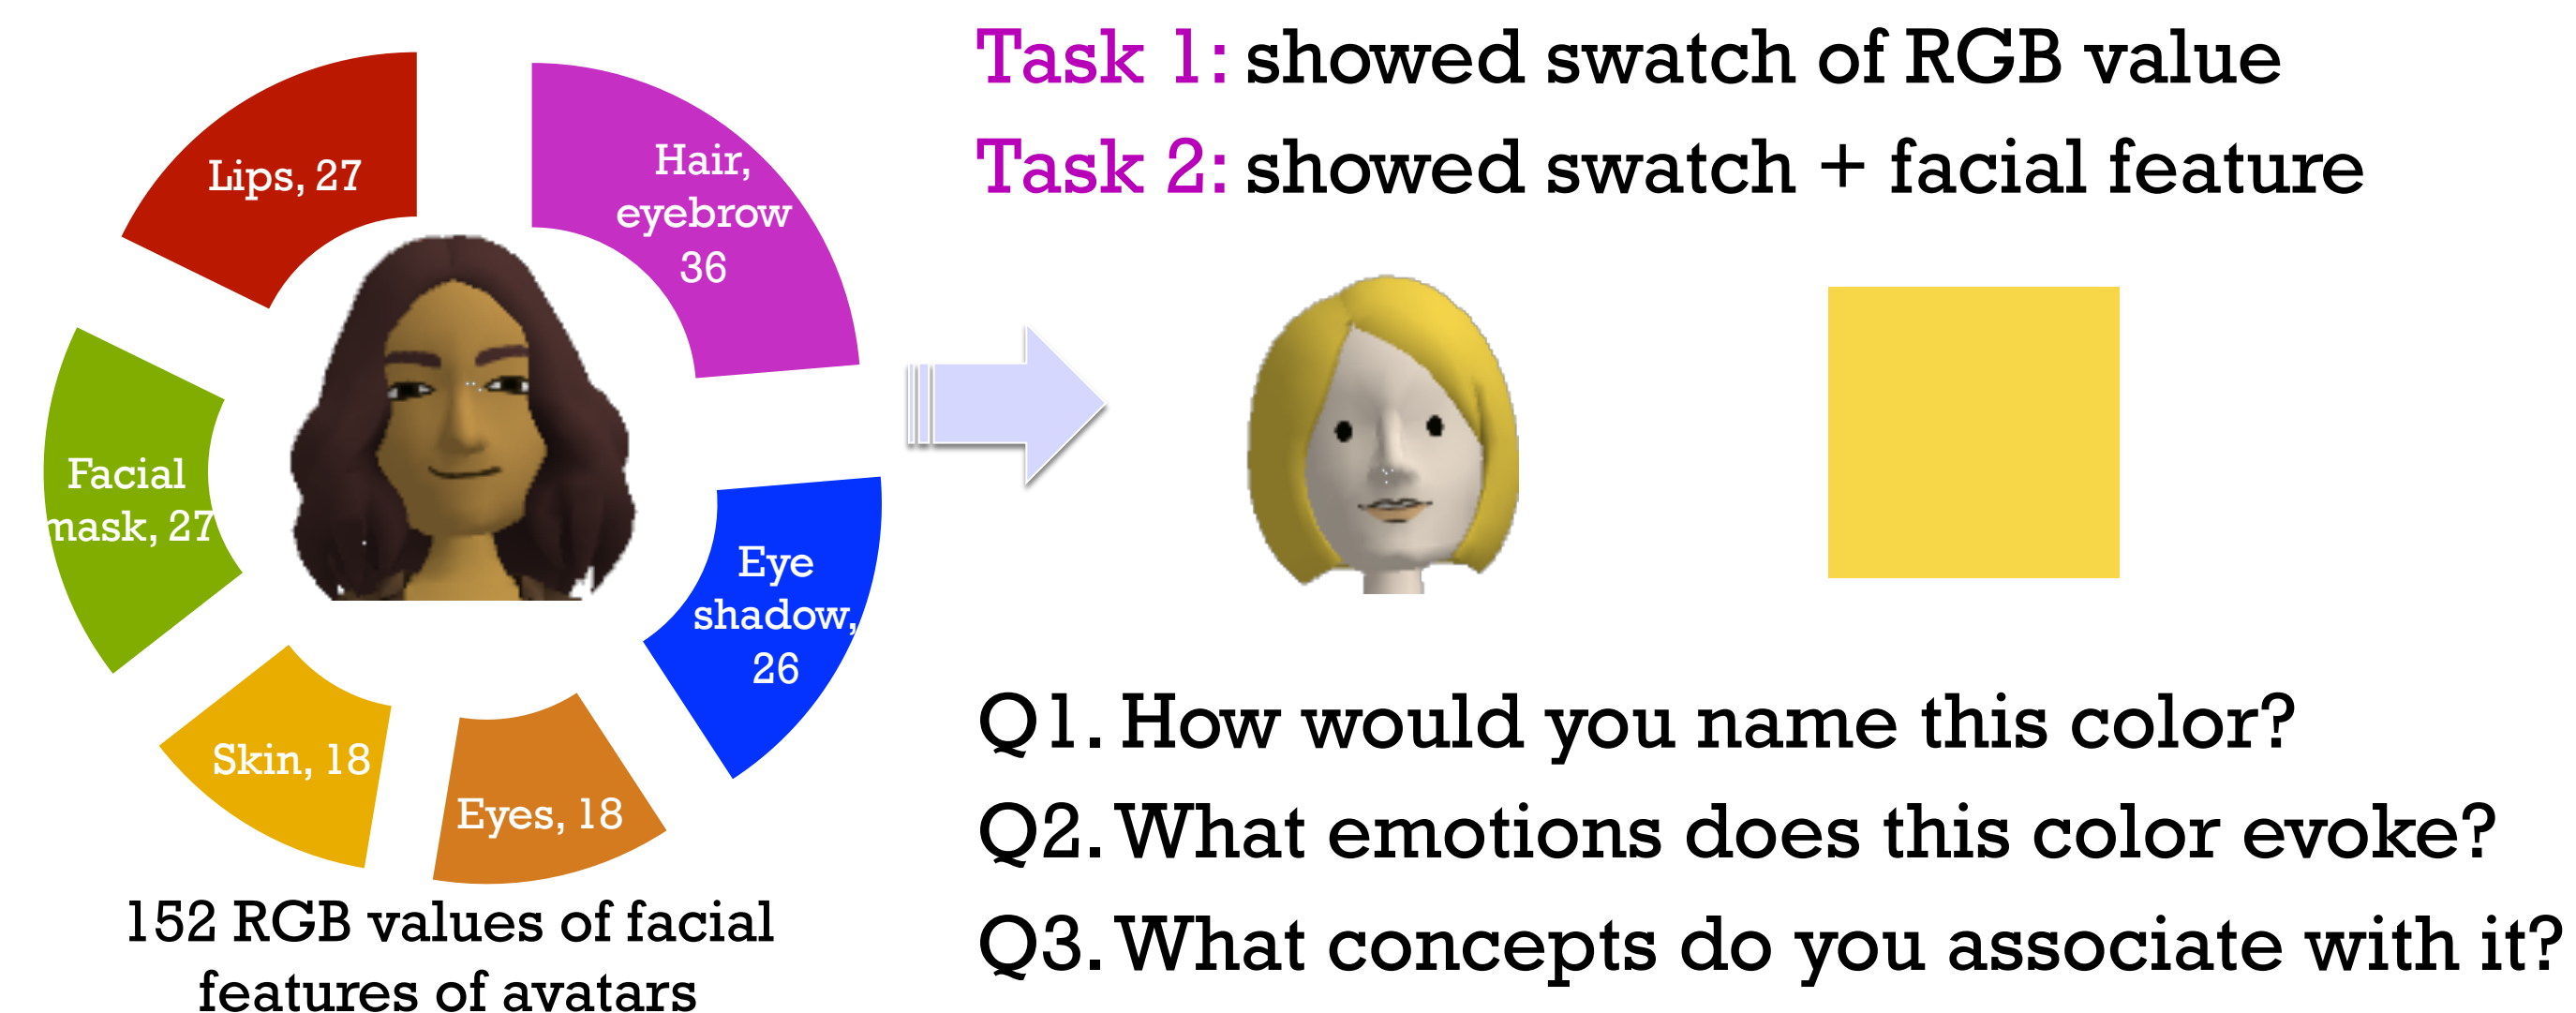 Task 1: showed swatch of RGB value
Task 2: showed swatch + facial feature
Lips, 27
Hair,
eyebrow
36
Facial
mask, 27
Eye
shadow,
26
Skin, 18
Eyes, 18
152 RGB values of facial
features of avatars
Q1. How would you name this color?
Q2. What emotions does this color evoke?
Q3. What concepts do you associate with it?